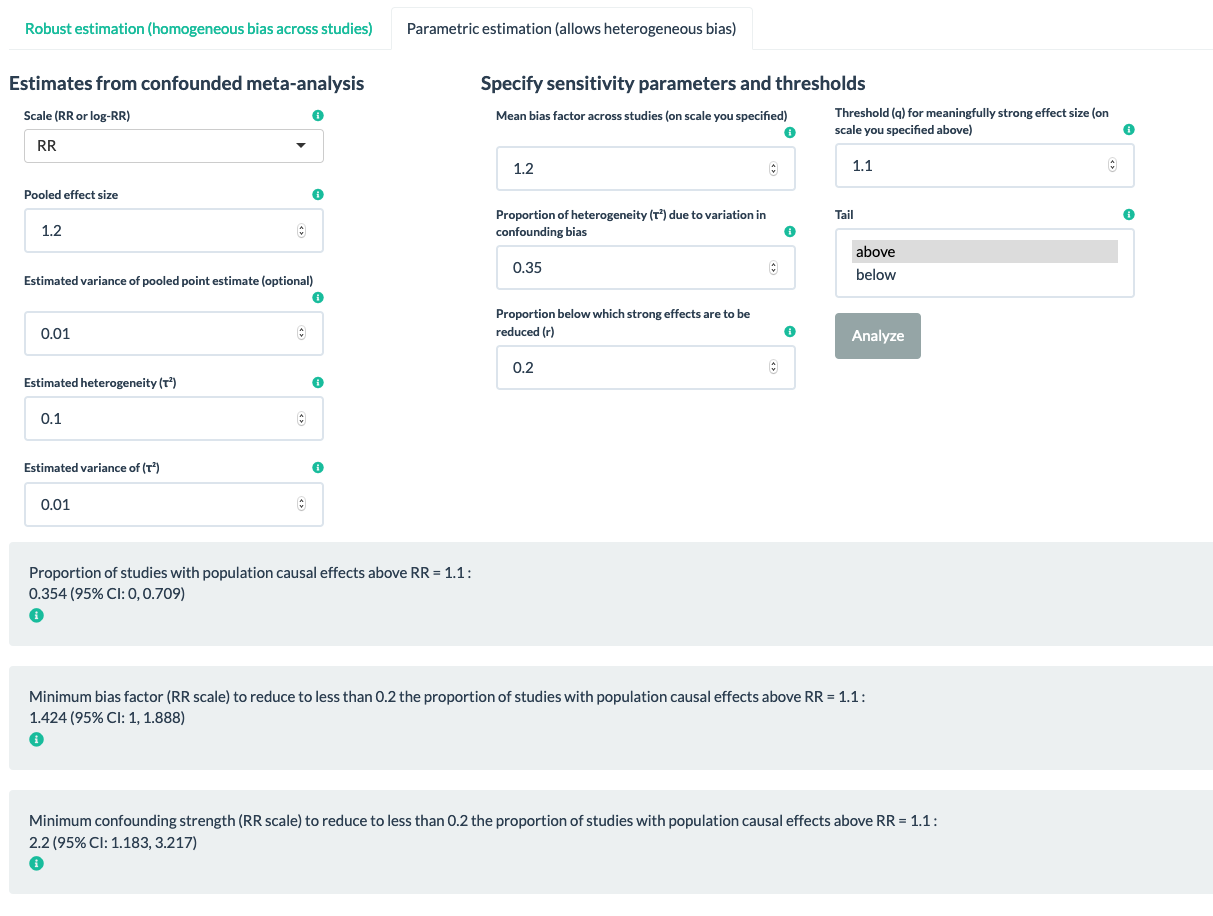 Robust estimation (homogeneous bias across studies)
Parametric estimation (allows heterogeneous bias)
Estimates from confounded meta-analysis
Scale (RR or log-RR)
RR
Pooled effect size
1.2
Estimated variance of pooled point estimate (optional)
0.01
Estimated heterogeneity (τ²)
0.1
Estimated variance of (τ²)
0.01
Specify sensitivity parameters and thresholds
Mean bias factor across studies (on scale you specified)
1.2
Proportion of heterogeneity (τ²) due to variation in
confounding bias
0.35
Proportion below which strong effects are to be
reduced (r)
0.2
Threshold (q) for meaningfully strong effect size (on
scale you specified above)
1.1
Tail
above
below
Analyze
Proportion of studies with population causal effects above RR = 1.1 :
0.354 (95% CI: 0, 0.709)
Minimum bias factor (RR scale) to reduce to less than 0.2 the proportion of studies with population causal effects above RR = 1.1 :
1.424 (95% CI: 1, 1.888)
Minimum confounding strength (RR scale) to reduce to less than 0.2 the proportion of studies with population causal effects above RR = 1.1 :
2.2 (95% CI: 1.183, 3.217)